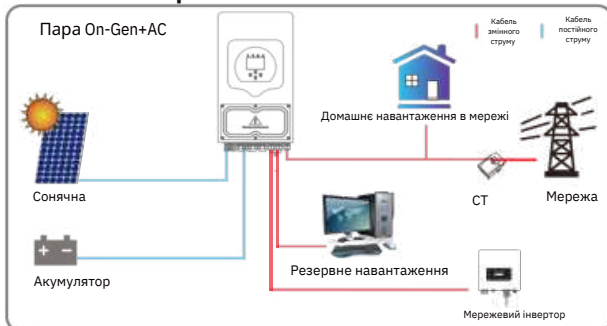 Пара On-Gen+AC
Кабель
змінного
струму
Кабель
постійного
струму
Домашнє навантаження в мережі
Сонячна
СТ
Мережа
Акумулятор
Резервне навантаження
Мережевий інвертор